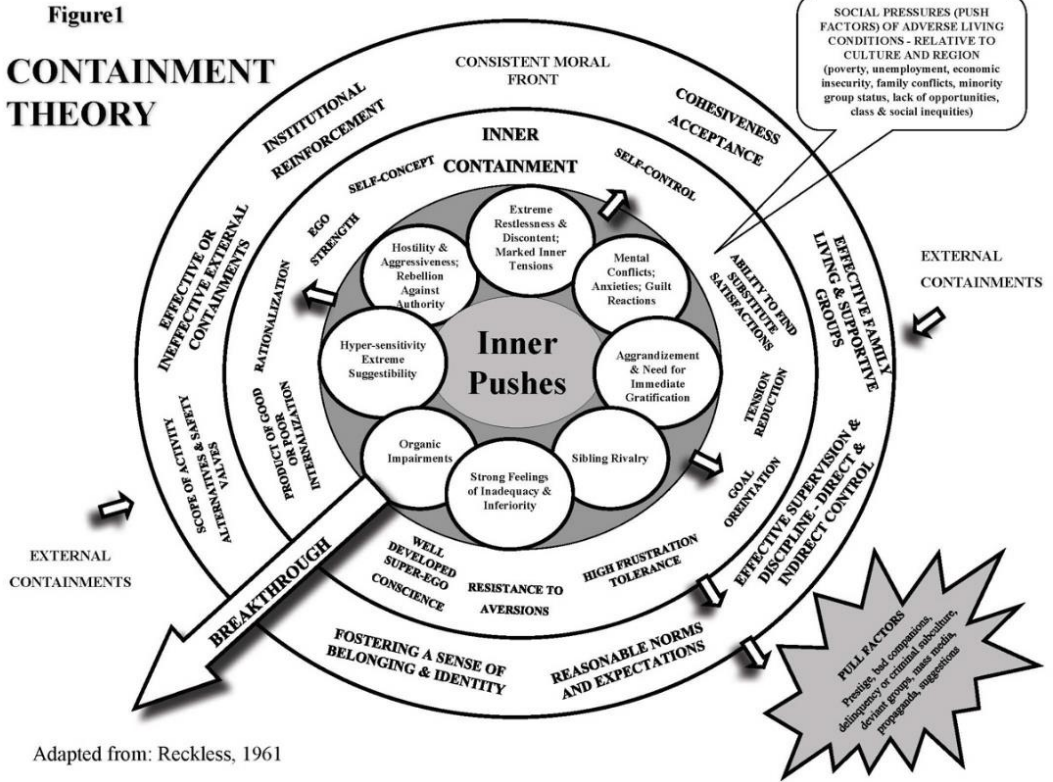 Figure1
CONTAINMENT
THEORY
SOCIAL PRESSURES (PUSH
FACTORS) OF ADVERSE LIVING
CONDITIONS - RELATIVE TO
CULTURE AND REGION
(poverty, unemployment, economic
insecurity, family conflicts, minority
group status, lack of opportunities,
class & social inequities)
CONSISTENT MORAL
FRONT
INSTITUTIONAL
REINFORCEMENT
COHESIVENESS
ACCEPTANCE
INNER
CONTAINMENT
SELF-CONCEPT
SELF-CONTROL
EGO
STRENGTH
Extreme
Restlessness &
Discontent;
Marked Inner
Tensions
Hostility &
Aggressiveness;
Rebellion
Against
Authority
Mental
Conflicts;
Anxieties; Guilt
Reactions
EFFECTIVE OR
INEFFECTIVE EXTERNAL
CONTAINMENTS
RATIONALIZATION
ABILITY TO FIND
SUBSTITUTE
SATISFACTIONS
EFFECTIVE FAMILY
LIVING & SUPPORTIVE
GROUPS
EXTERNAL
CONTAINMENTS
Hyper-sensitivity
Extreme
Suggestibility
Inner
Pushes
Aggrandizement
& Need for
Immediate
Gratification
TENSION
REDUCTION
PRODUCT OF GOOD
OR POOR
INTERNALIZATION
SCOPE OF ACTIVITY
ALTERNATIVES & SAFETY
VALVES
Organic
Impairments
Strong Feelings
of Inadequacy &
Inferiority
Sibling Rivalry
GOAL
OREINTATION
EFFECTIVE SUPERVISION &
DISCIPLINE - DIRECT &
INDIRECT CONTROL
EXTERNAL
CONTAINMENTS
BREAKTHROUGH
WELL
DEVELOPED
SUPER-EGO
CONSCIENCE
RESISTANCE TO
AVERSIONS
HIGH FRUSTRATION
TOLERANCE
FOSTERING A SENSE OF
BELONGING & IDENTITY
REASONABLE NORMS
AND EXPECTATIONS
PULL FACTORS
Prestige, bad companions,
delinquency or criminal subculture,
deviant groups, mass media,
propaganda, suggestions
Adapted from: Reckless, 1961